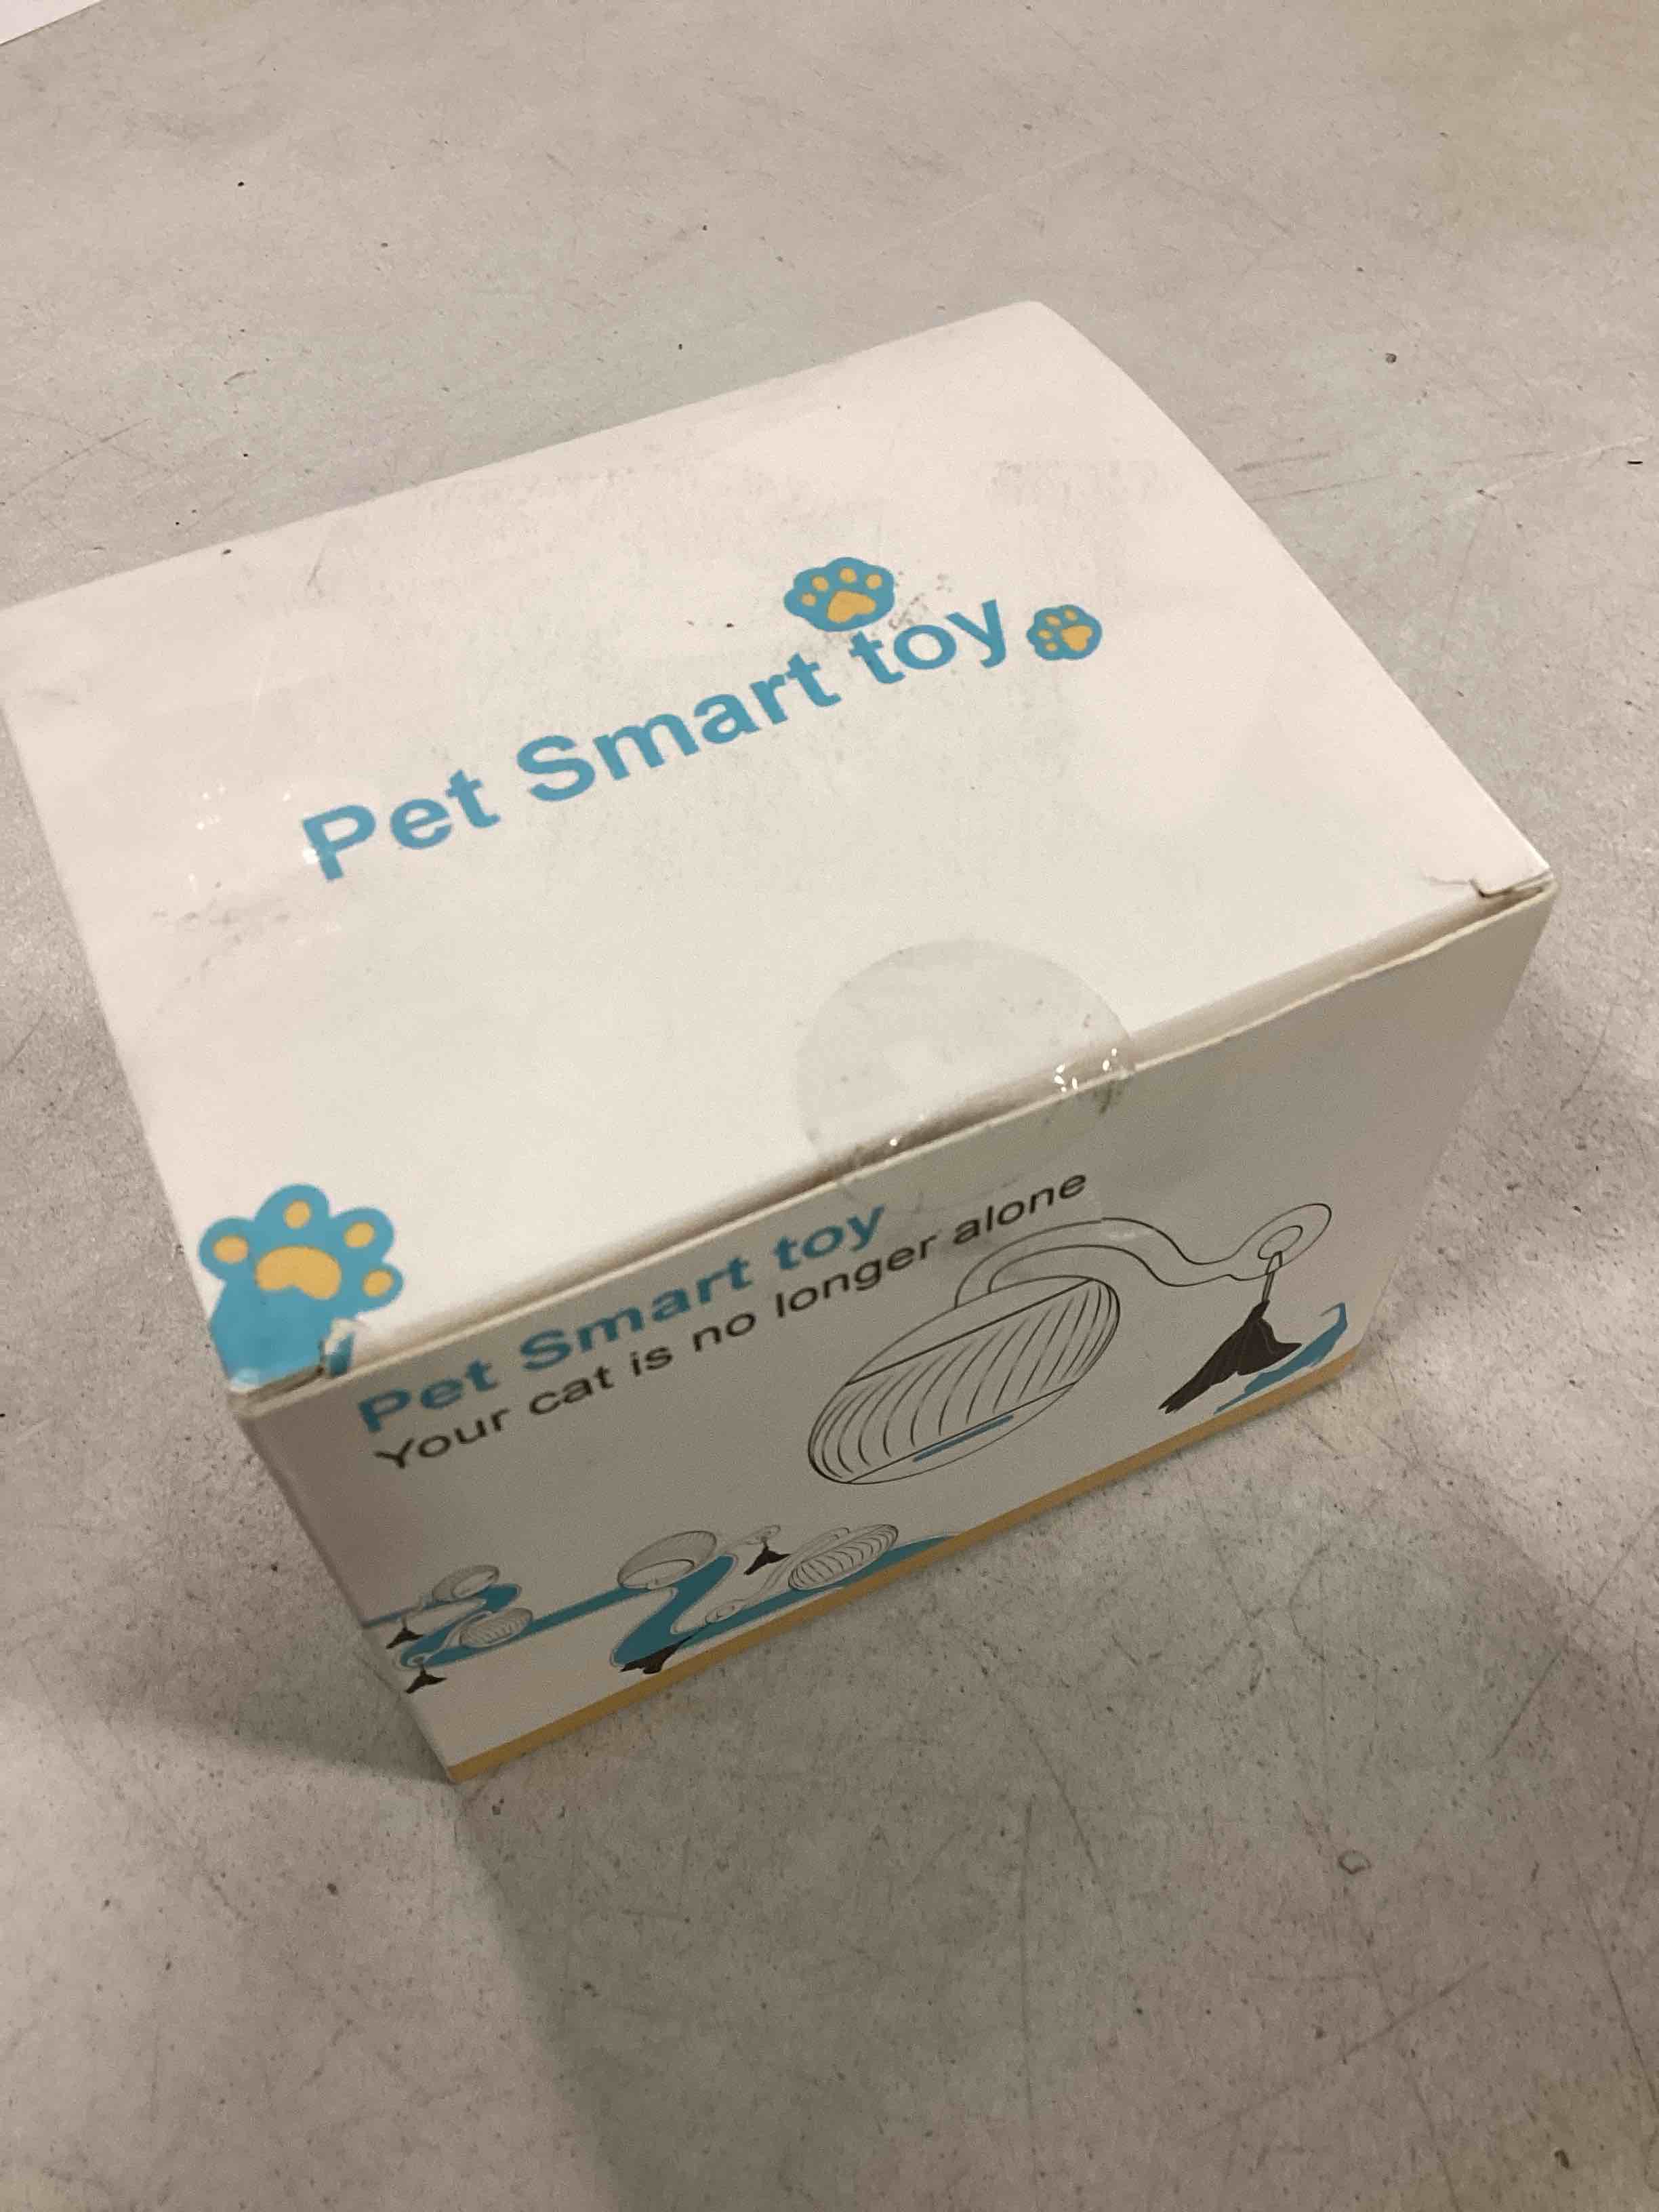 Pet Smart toy
Pet Smart toy
Your cat is no longer alone